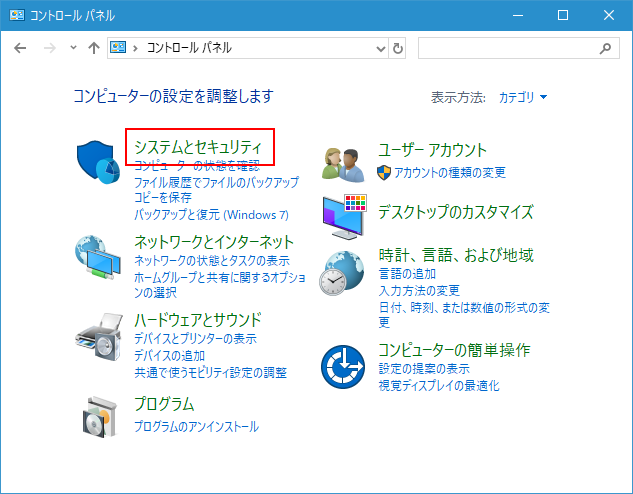 コントロール パネル
コントロール パネル
コンピューターの設定を調整します
表示方法: カテゴリ
システムとセキュリティ
コンピューターの状態を確認
ファイル履歴でファイルのバックアップ
コピーを保存
バックアップと復元 (Windows 7)
ネットワークとインターネット
ネットワークの状態とタスクの表示
ホームグループと共有に関するオプショ
ンの選択
ハードウェアとサウンド
デバイスとプリンターの表示
デバイスの追加
共通で使うモビリティ設定の調整
プログラム
プログラムのアンインストール
ユーザー アカウント
アカウントの種類の変更
デスクトップのカスタマイズ
時計、言語、および地域
言語の追加
入力方法の変更
日付、時刻、または数値の形式の変
更
コンピューターの簡単操作
設定の提案の表示
視覚ディスプレイの最適化